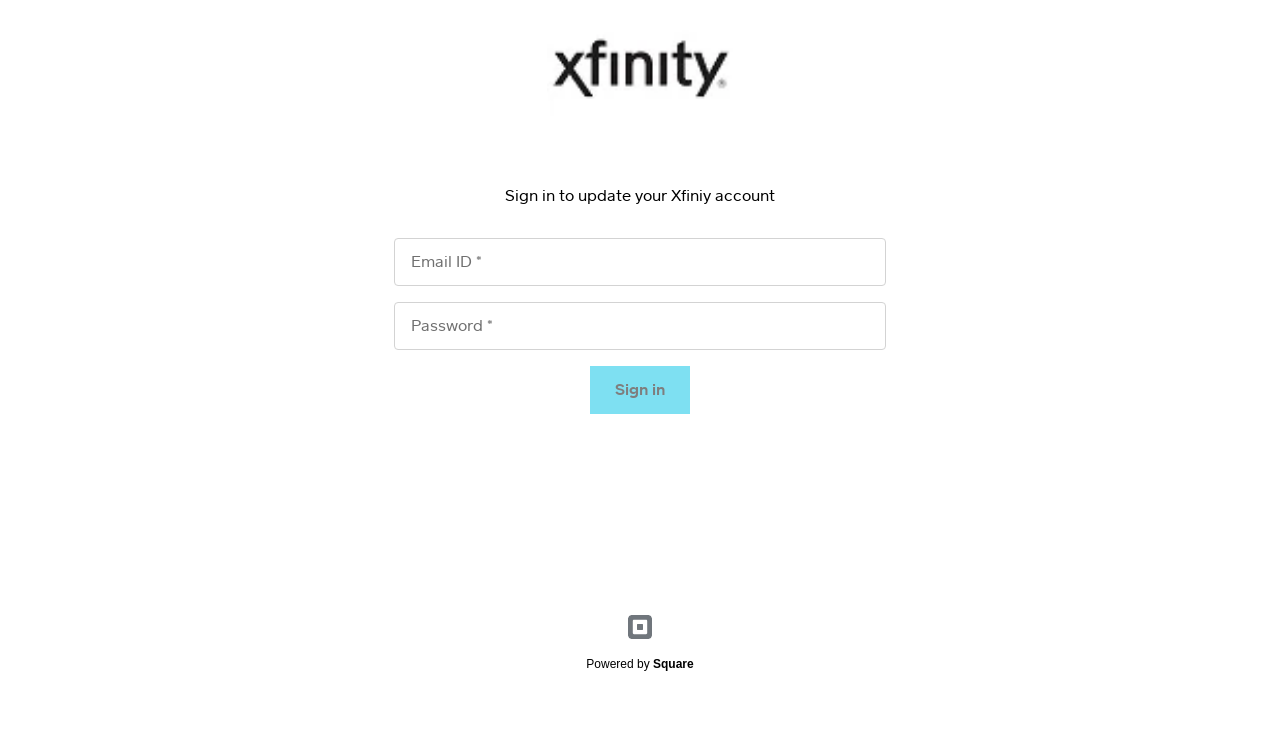 xfinity®
Sign in to update your Xfiniy account
Email ID *
Password *
Sign in
Powered by Square